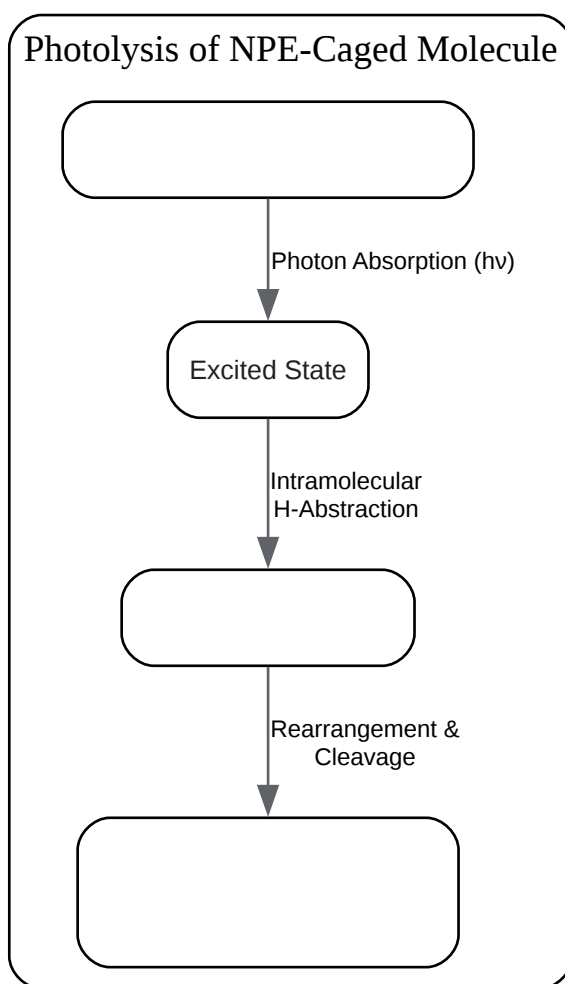 Photolysis of NPE-Caged Molecule
Photon Absorption (hν)
Excited State
Intramolecular
H-Abstraction
Rearrangement &
Cleavage